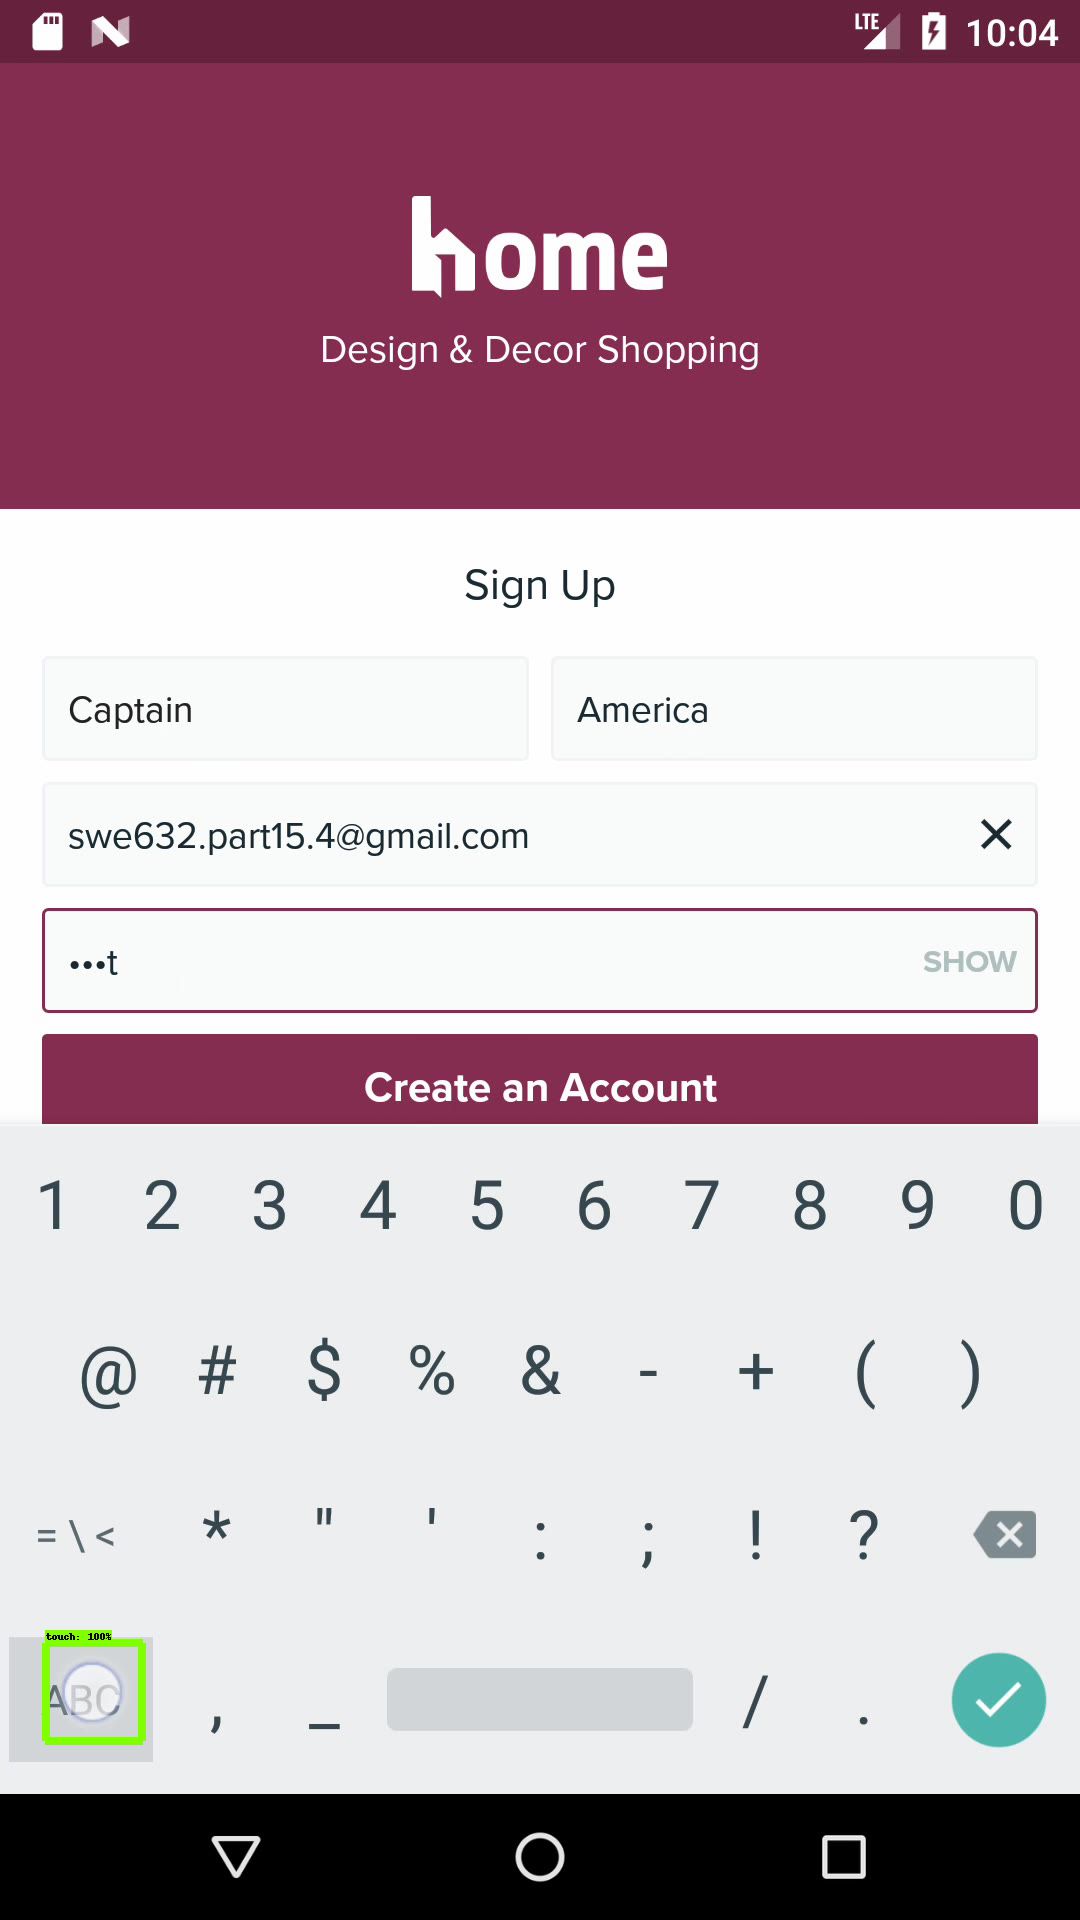 LTE 10:04
home
Design & Decor Shopping
Sign Up
Captain America
swe632.part15.4@gmail.com
•••t SHOW
Create an Account
1 2 3 4 5 6 7 8 9 0
@ # $ % & - + ( )
= \ < * " ' : ; ! ?
touch: 100%
ABC , _ / .